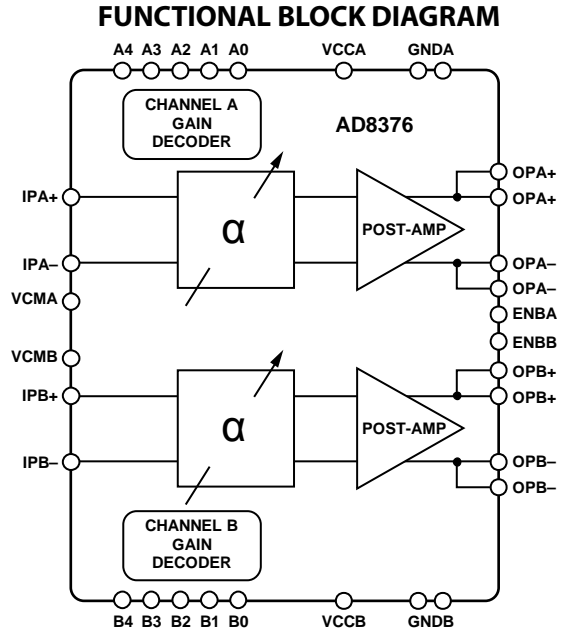 FUNCTIONAL BLOCK DIAGRAM
A4 A3 A2 A1 A0 VCCA GNDA
CHANNEL A
GAIN
DECODER
AD8376
OPA+
IPA+ OPA+
α POST-AMP
IPA– OPA–
VCMA OPA–
ENBA
VCMB ENBB
OPB+
IPB+ OPB+
α POST-AMP
IPB– OPB–
OPB–
CHANNEL B
GAIN
DECODER
B4 B3 B2 B1 B0 VCCB GNDB